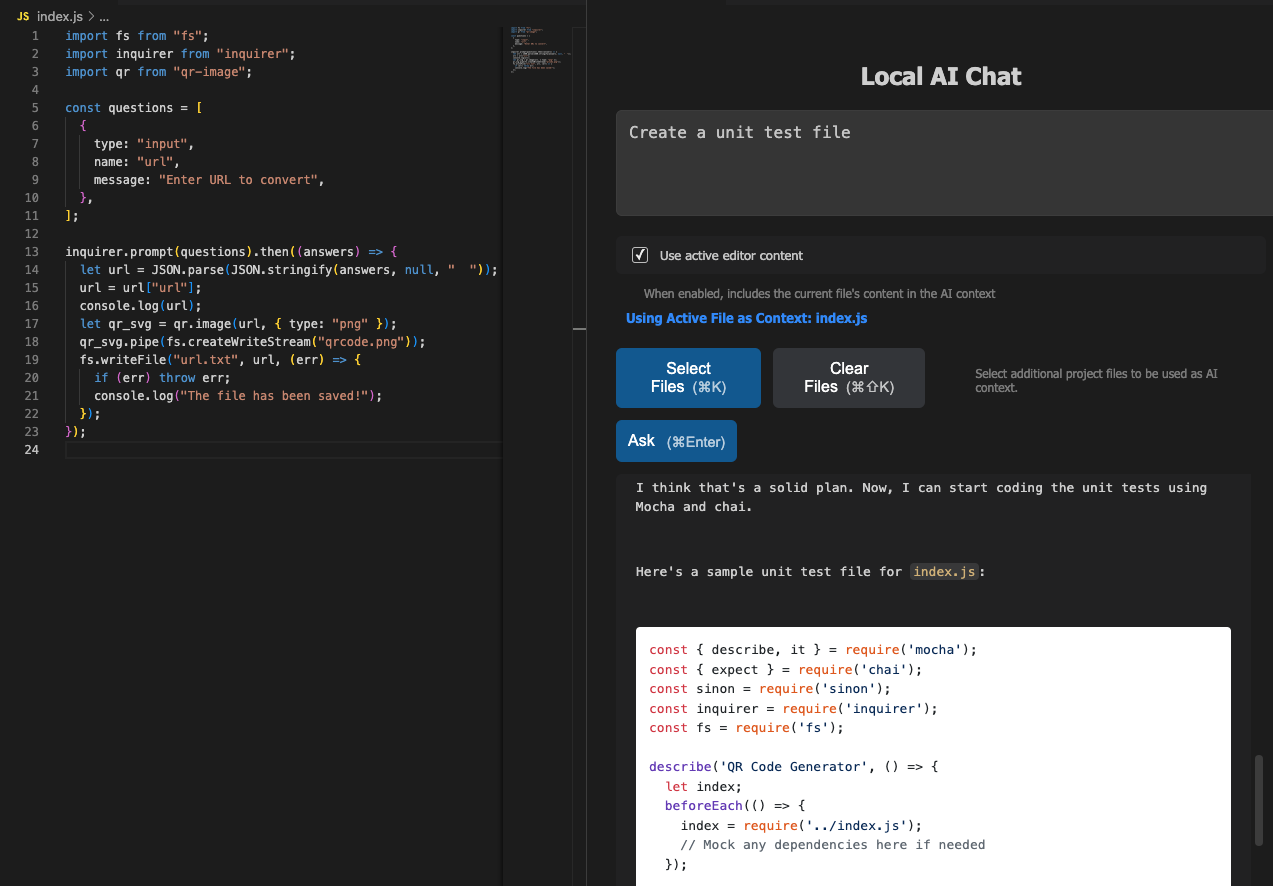 JS index.js > ...
1 import fs from "fs";
2 import inquirer from "inquirer";
3 import qr from "qr-image";
4
5 const questions = [
6 {
7 type: "input",
8 name: "url",
9 message: "Enter URL to convert",
10 },
11 ];
12
13 inquirer.prompt(questions).then((answers) => {
14 let url = JSON.parse(JSON.stringify(answers, null, "  "));
15 url = url["url"];
16 console.log(url);
17 let qr_svg = qr.image(url, { type: "png" });
18 qr_svg.pipe(fs.createWriteStream("qrcode.png"));
19 fs.writeFile("url.txt", url, (err) => {
20 if (err) throw err;
21 console.log("The file has been saved!");
22 });
23 });
24
Local AI Chat
Create a unit test file
Use active editor content
When enabled, includes the current file's content in the AI context
Using Active File as Context: index.js
Select
Files (⌘K)
Clear
Files (⌘⇧K)
Select additional project files to be used as AI
context.
Ask (⌘Enter)
I think that's a solid plan. Now, I can start coding the unit tests using
Mocha and chai.
Here's a sample unit test file for index.js:
const { describe, it } = require('mocha');
const { expect } = require('chai');
const sinon = require('sinon');
const inquirer = require('inquirer');
const fs = require('fs');
describe('QR Code Generator', () => {
let index;
beforeEach(() => {
index = require('../index.js');
// Mock any dependencies here if needed
});